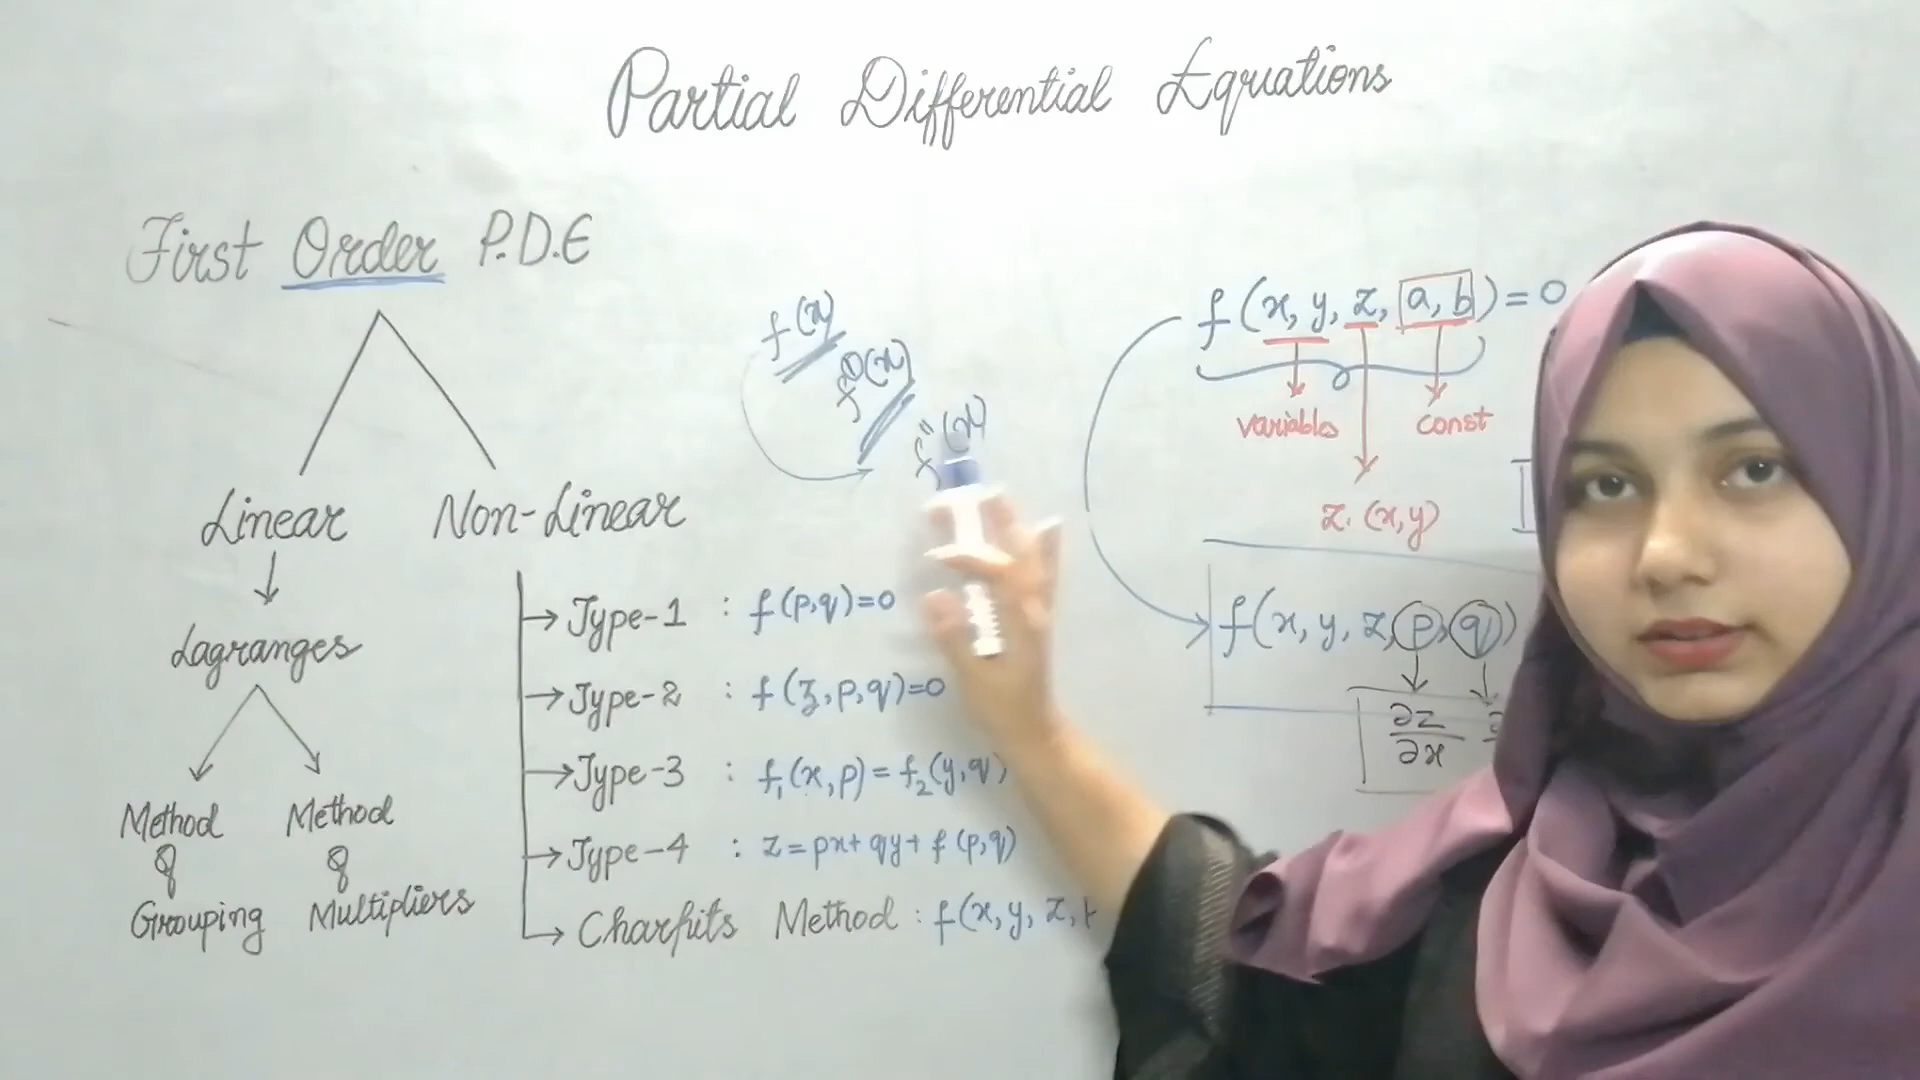 Partial Differential Equations
First Order P.D.E
Linear
Non-Linear
Lagranges
Method
of
Grouping
Method
of
Multipliers
Type-1 : f(p,q)=0
Type-2 : f(z,p,q)=0
Type-3 : f₁(x,p)=f₂(y,q)
Type-4 : z=px+qy+f(p,q)
Charpits Method : f(x,y,z,
f(x)
f'(x)
f"(x)
f(x,y,z,a,b)=0
variables
const
z.(x,y)
f(x,y,z,p,q)
∂z
∂x